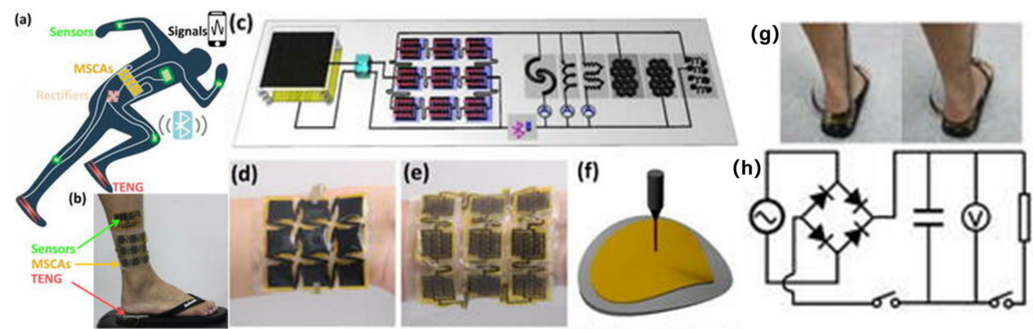 (a)
Sensors
Signals
MSCAs
Rectifiers
TENG
(b)
Sensors
MSCAs
TENG
(c)
(d)
(e)
(f)
(g)
(h)
V